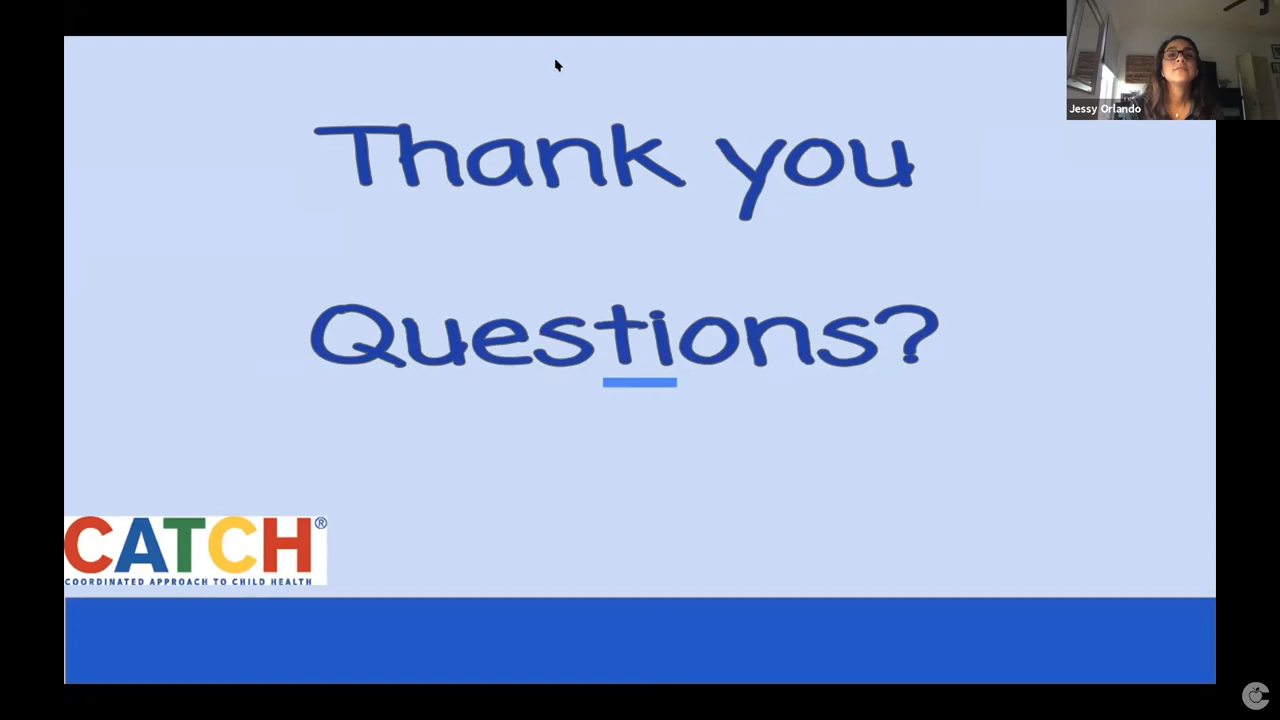 Jessy Orlando
Thank you
Questions?
CATCH®
COORDINATED APPROACH TO CHILD HEALTH